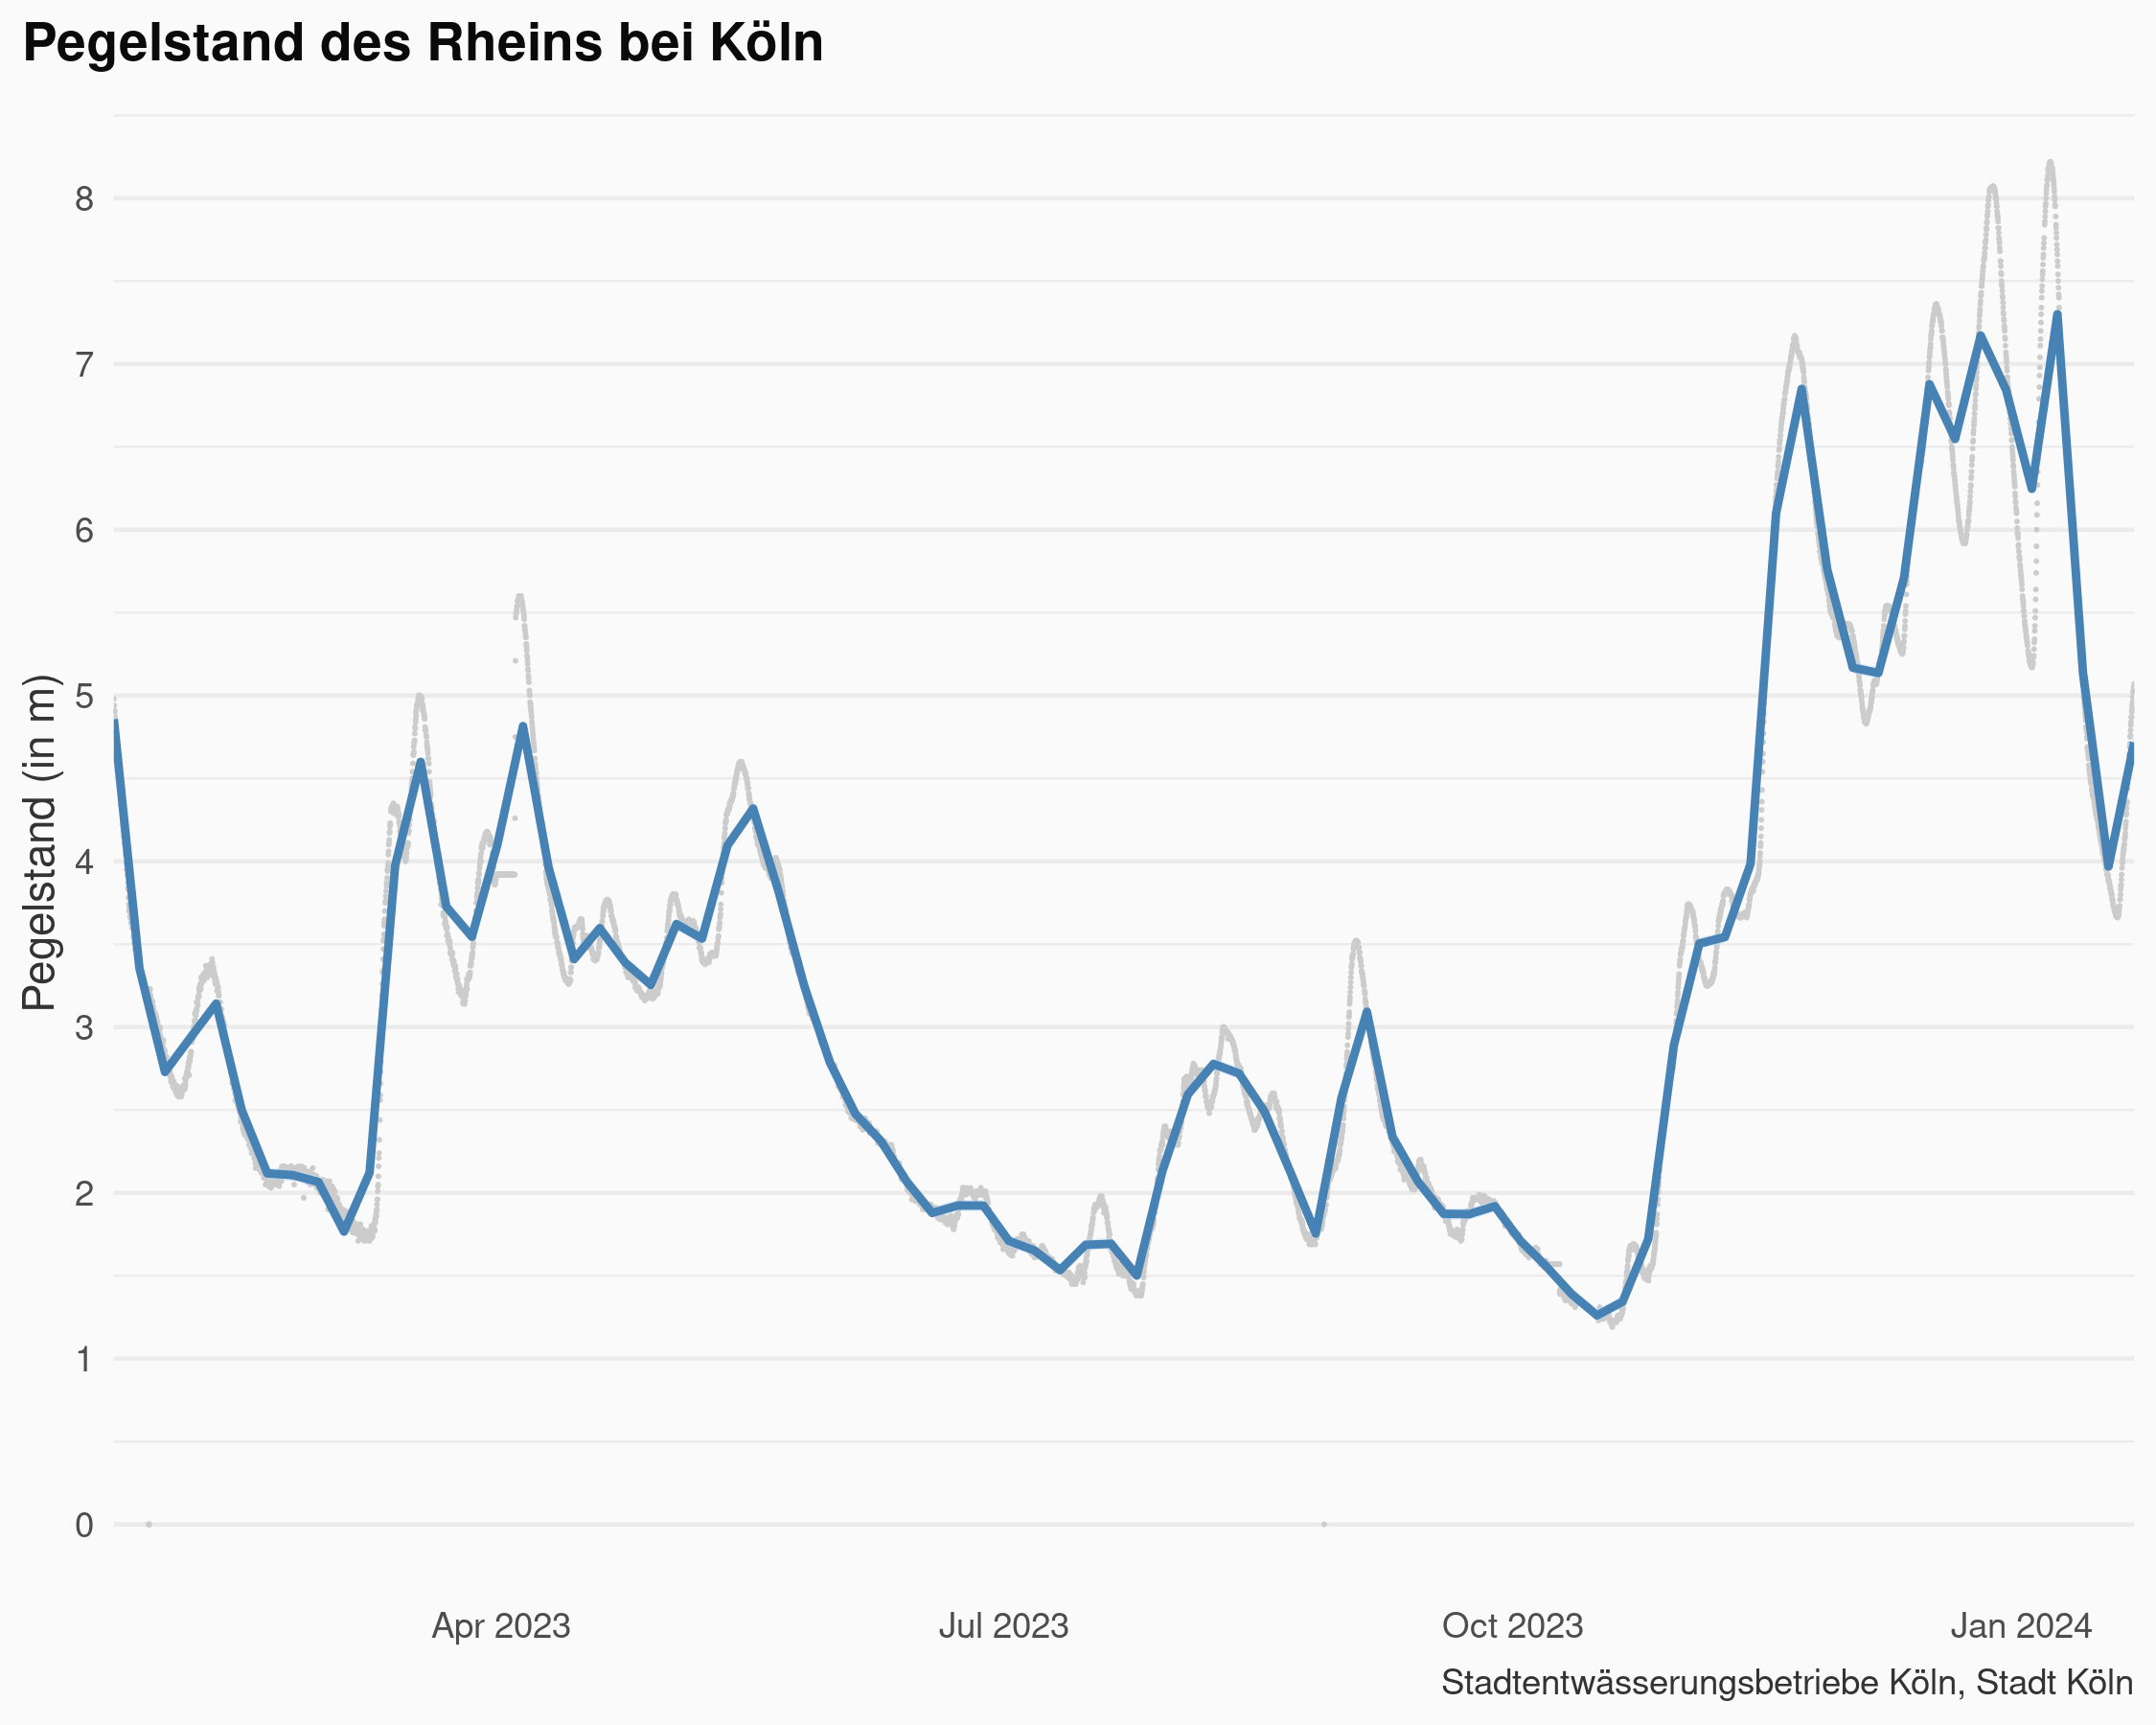 Pegelstand des Rheins bei Köln
Pegelstand (in m)
8
7
6
5
4
3
2
1
0
Apr 2023
Jul 2023
Oct 2023
Jan 2024
Stadtentwässerungsbetriebe Köln, Stadt Köln